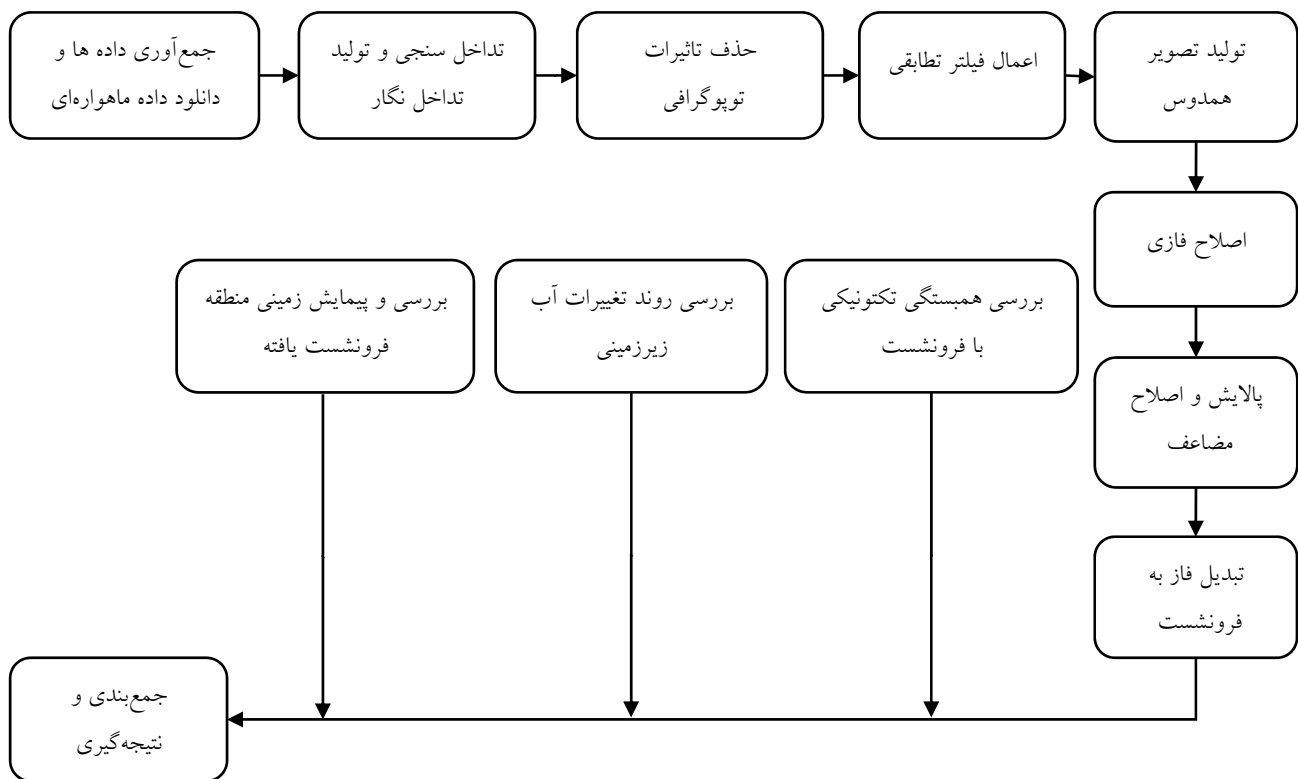 جمع‌آوری داده ها و
دانلود داده ماهواره‌ای
تداخل سنجی و تولید
تداخل نگار
حذف تاثیرات
توپوگرافی
اعمال فیلتر تطابقی
تولید تصویر
همدوس
اصلاح فازی
پالایش و اصلاح
مضاعف
تبدیل فاز به
فرونشست
بررسی همبستگی تکتونیکی
با فرونشست
بررسی روند تغییرات آب
زیرزمینی
بررسی و پیمایش زمینی منطقه
فرونشست یافته
جمع‌بندی و
نتیجه‌گیری